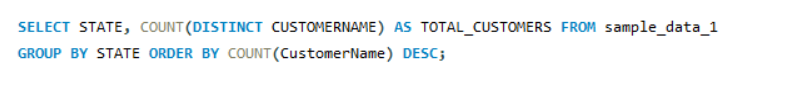 SELECT STATE, COUNT(DISTINCT CUSTOMERNAME) AS TOTAL_CUSTOMERS FROM sample_data_1
GROUP BY STATE ORDER BY COUNT(CustomerName) DESC;